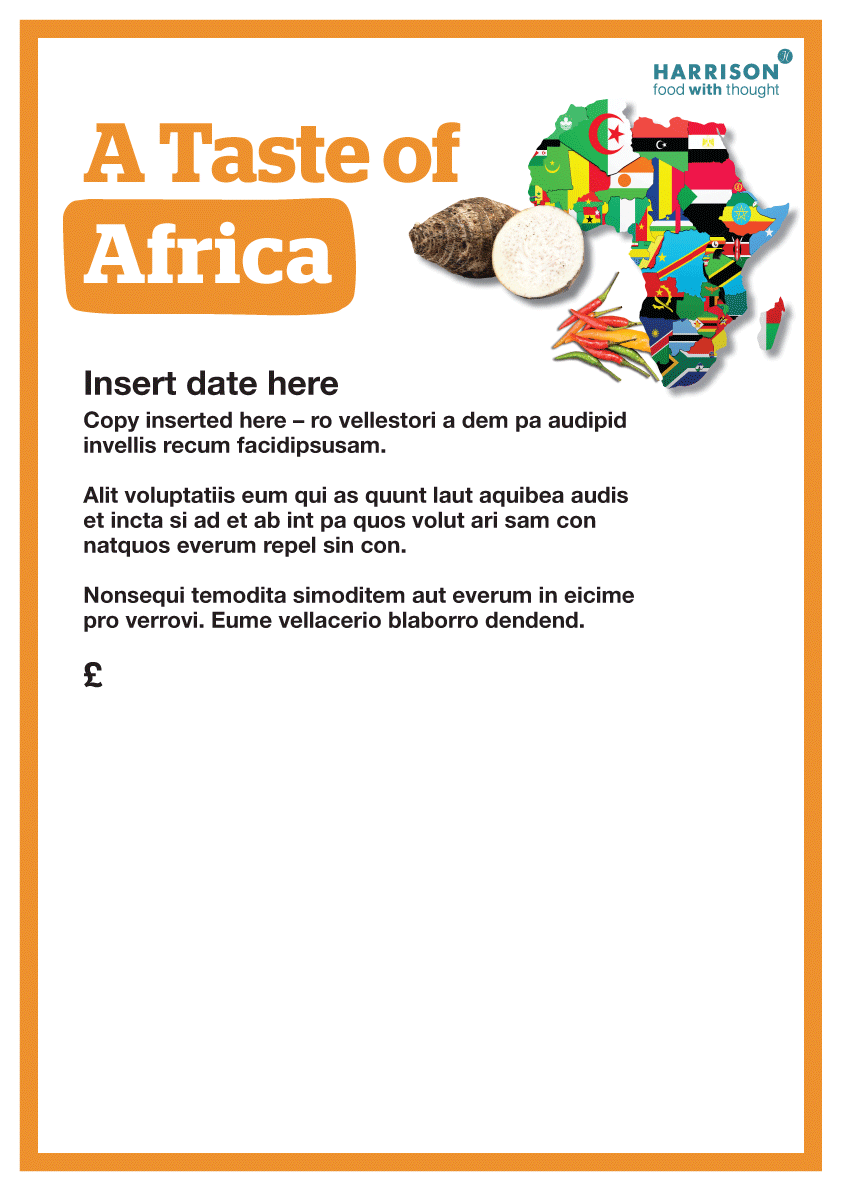 HARRISON
food with thought
A Taste of
Africa
Insert date here
Copy inserted here – ro vellestori a dem pa audipid
invellis recum facidipsusam.
Alit voluptatiis eum qui as quunt laut aquibea audis
et incta si ad et ab int pa quos volut ari sam con
natquos everum repel sin con.
Nonsequi temodita simoditem aut everum in eicime
pro verrovi. Eume vellacerio blaborro dendend.
£